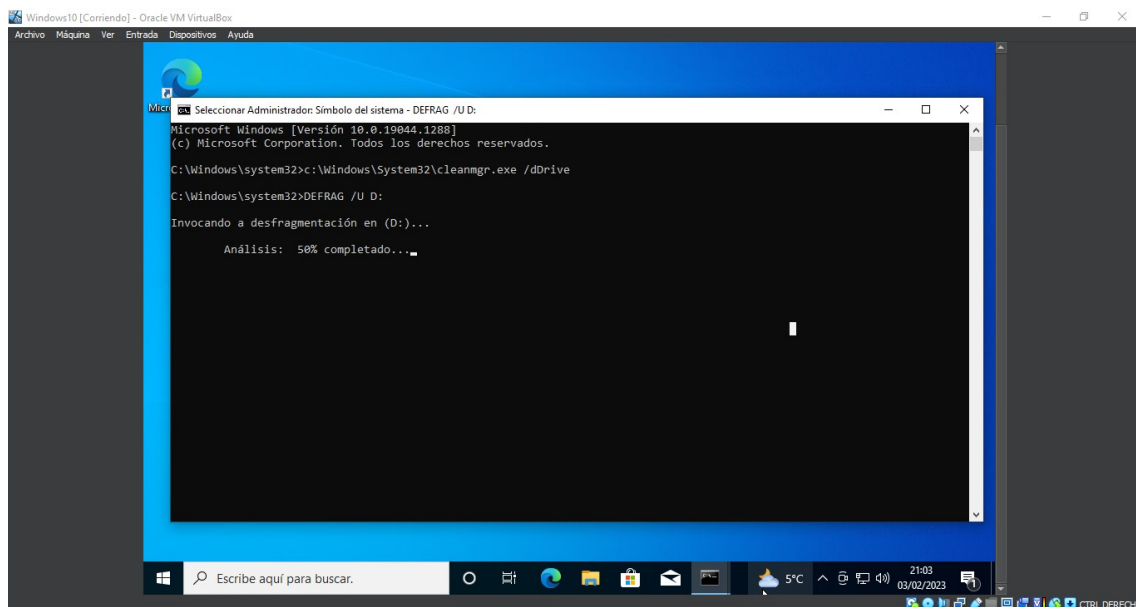 Windows10 [Corriendo] - Oracle VM VirtualBox
Archivo Máquina Ver Entrada Dispositivos Ayuda
Seleccionar Administrador: Símbolo del sistema - DEFRAG /U D:
Microsoft Windows [Versión 10.0.19044.1288]
(c) Microsoft Corporation. Todos los derechos reservados.
C:\Windows\system32>c:\Windows\System32\cleanmgr.exe /dDrive
C:\Windows\system32>DEFRAG /U D:
Invocando a desfragmentación en (D:)...
Análisis: 50% completado...
Escribe aquí para buscar.
5°C
21:03
03/02/2023
1
CTRL DERECH